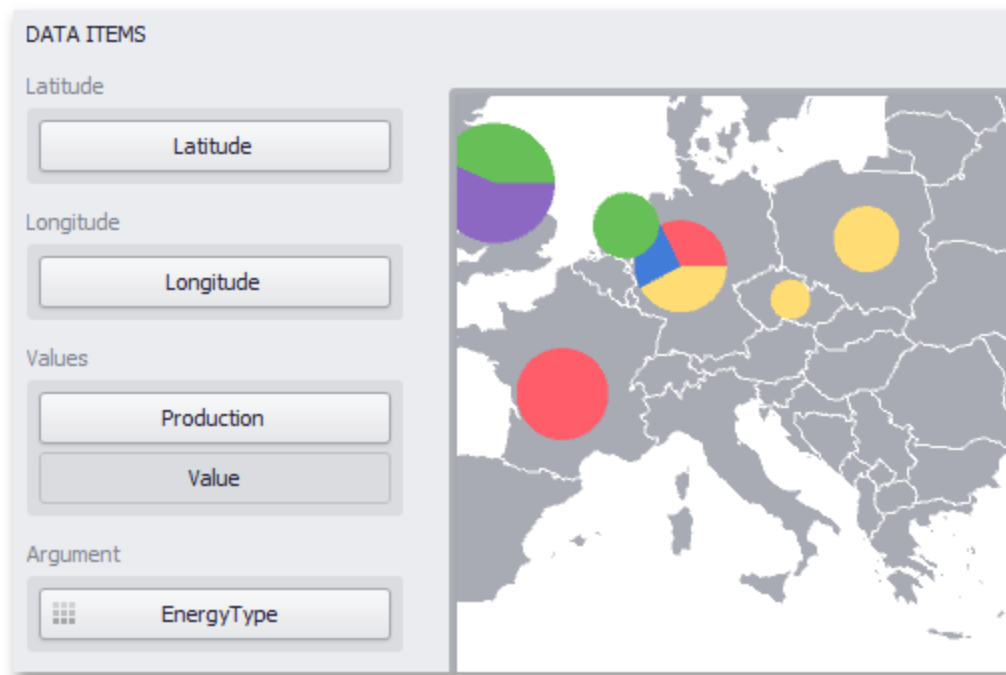 DATA ITEMS
Latitude
Latitude
Longitude
Longitude
Values
Production
Value
Argument
EnergyType